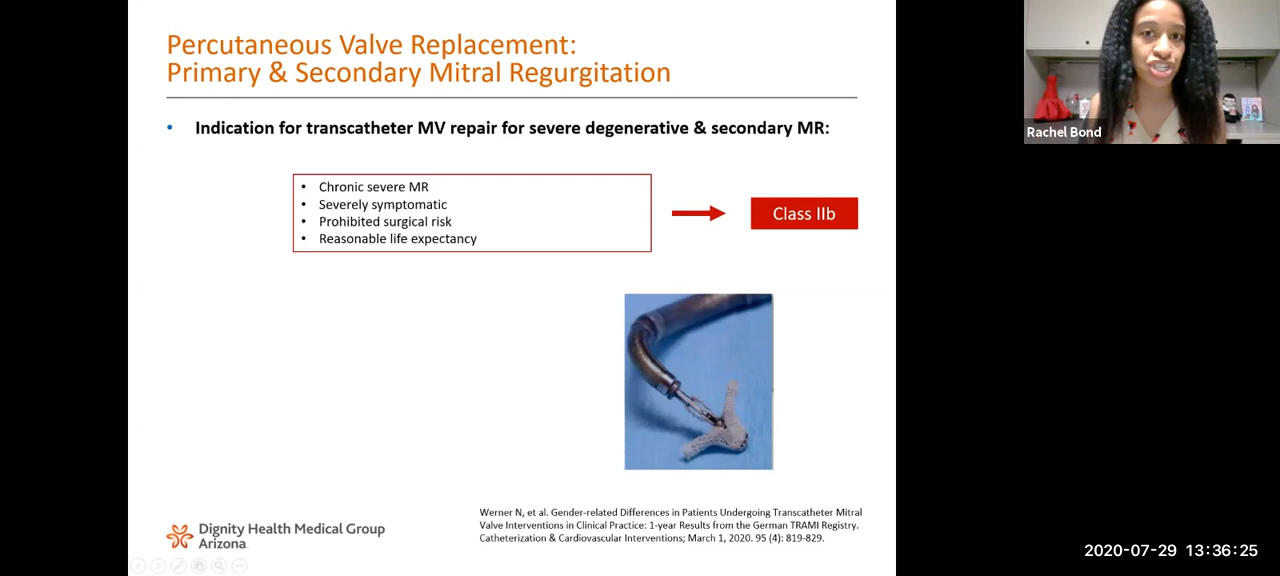 Percutaneous Valve Replacement:
Primary & Secondary Mitral Regurgitation
• Indication for transcatheter MV repair for severe degenerative & secondary MR:
• Chronic severe MR
• Severely symptomatic
• Prohibited surgical risk
• Reasonable life expectancy
Class IIb
Werner N, et al. Gender-related Differences in Patients Undergoing Transcatheter Mitral
Valve Interventions in Clinical Practice: 1-year Results from the German TRAMI Registry.
Catheterization & Cardiovascular Interventions; March 1, 2020. 95 (4): 819-829.
Dignity Health Medical Group
Arizona.
Rachel Bond
2020-07-29 13:36:25